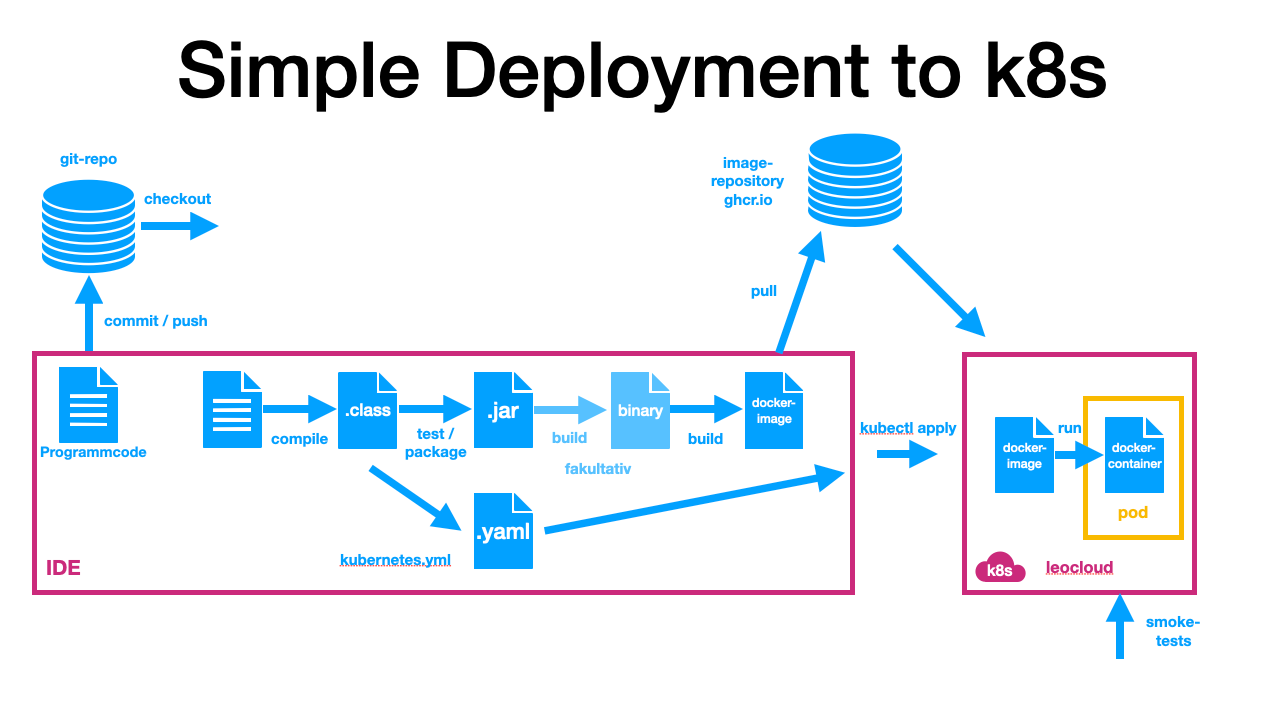 Simple Deployment to k8s
git-repo
checkout
image-
repository
ghcr.io
commit / push
pull
Programmcode
compile
.class
test /
package
.jar
build
fakultativ
binary
build
docker-
image
kubectl apply
docker-
image
run
docker-
container
pod
kubernetes.yml
.yaml
IDE
k8s
leocloud
smoke-
tests